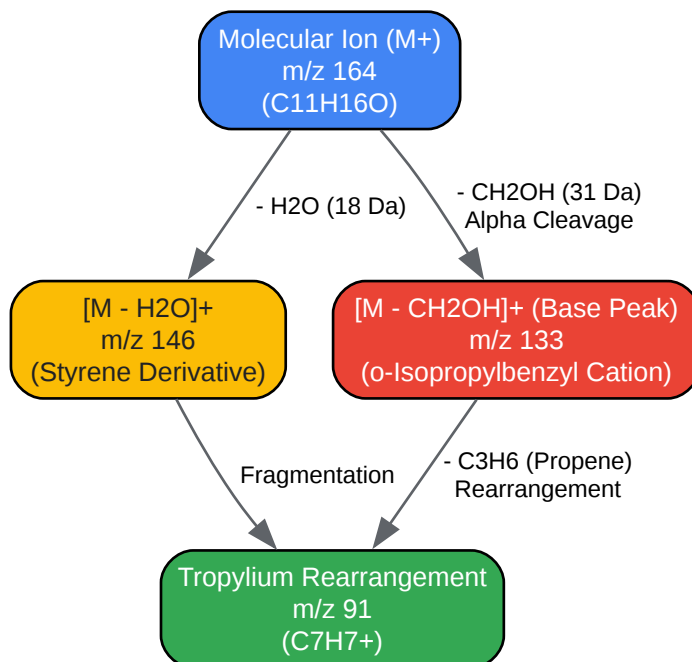 Molecular Ion (M+)
m/z 164
(C11H16O)
- H2O (18 Da)
- CH2OH (31 Da)
Alpha Cleavage
[M - H2O]+
m/z 146
(Styrene Derivative)
[M - CH2OH]+ (Base Peak)
m/z 133
(o-Isopropylbenzyl Cation)
Fragmentation
- C3H6 (Propene)
Rearrangement
Tropylium Rearrangement
m/z 91
(C7H7+)